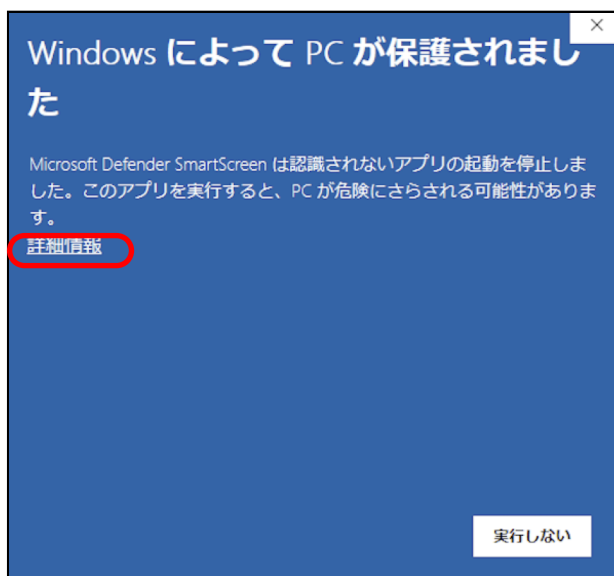 Windows によって PC が保護されまし
た
Microsoft Defender SmartScreen は認識されないアプリの起動を停止しま
した。このアプリを実行すると、PC が危険にさらされる可能性がありま
す。
詳細情報
実行しない